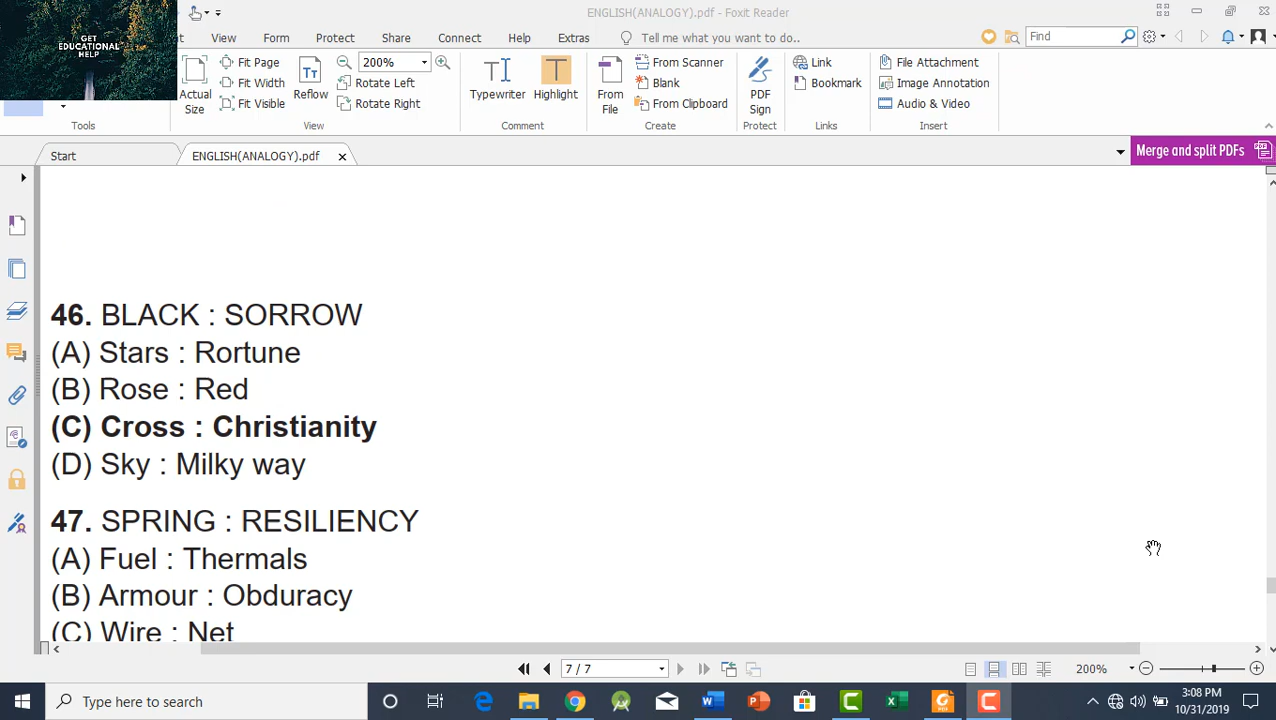 GET
EDUCATIONAL
HELP
ENGLISH(ANALOGY).pdf - Foxit Reader
View Form Protect Share Connect Help Extras Tell me what you want to do... Find
Actual
Size
Fit Page
Fit Width
Fit Visible
Reflow
200%
Rotate Left
Rotate Right
Typewriter Highlight
From
File
From Scanner
Blank
From Clipboard
PDF
Sign
Link
Bookmark
File Attachment
Image Annotation
Audio & Video
Tools View Comment Create Protect Links Insert
Start ENGLISH(ANALOGY).pdf Merge and split PDFs
46. BLACK : SORROW
(A) Stars : Rortune
(B) Rose : Red
(C) Cross : Christianity
(D) Sky : Milky way
47. SPRING : RESILIENCY
(A) Fuel : Thermals
(B) Armour : Obduracy
(C) Wire : Net
7 / 7 200%
Type here to search
3:08 PM
10/31/2019